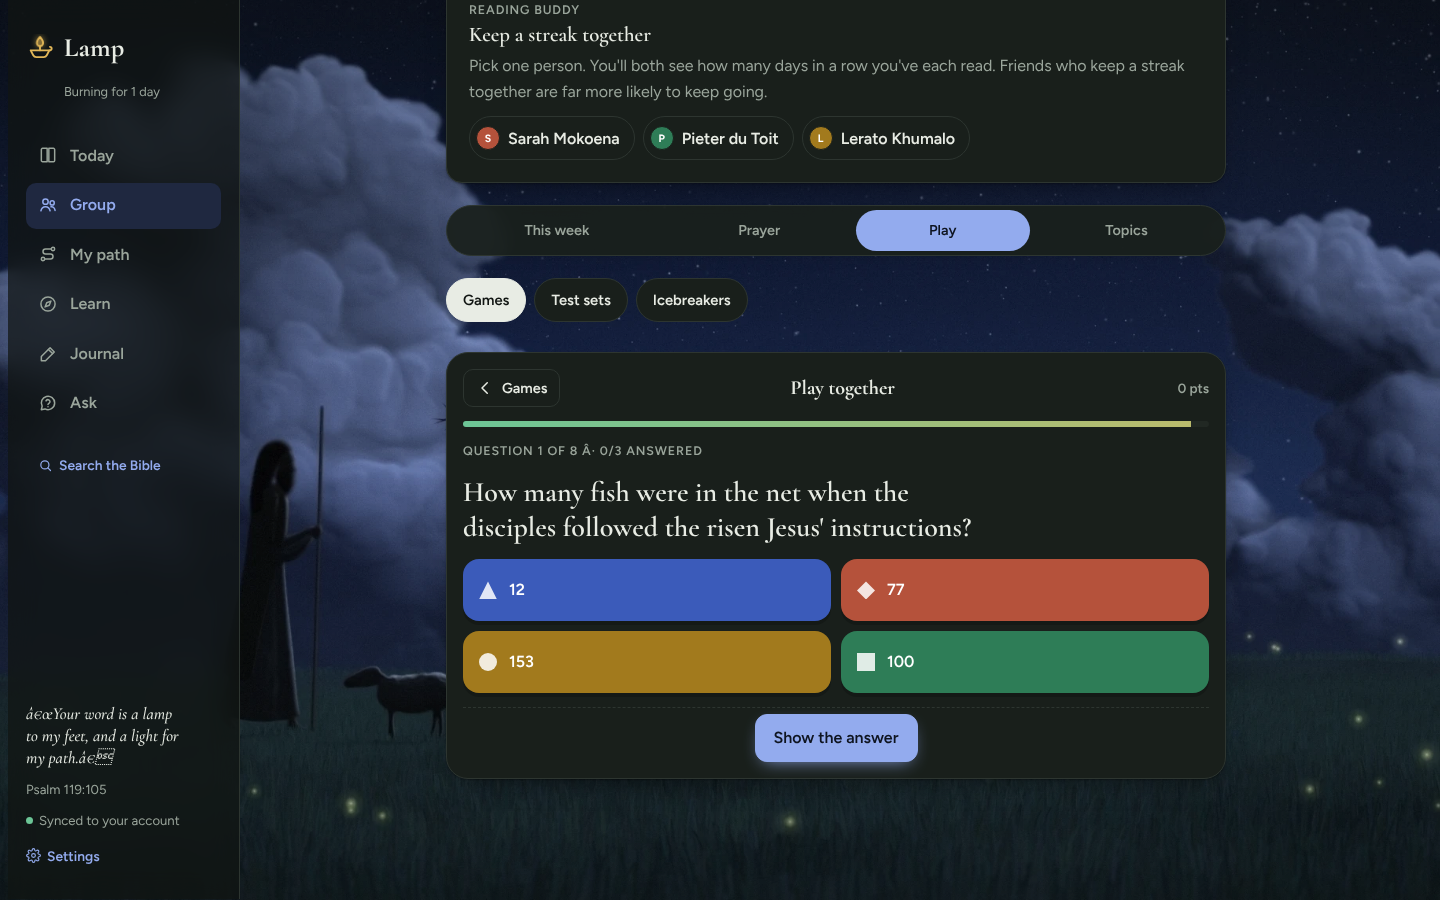 Lamp
Burning for 1 day
Today
Group
My path
Learn
Journal
Ask
Search the Bible
â€œYour word is a lamp
to my feet, and a light for
my path.â€
Psalm 119:105
Synced to your account
Settings
READING BUDDY
Keep a streak together
Pick one person. You'll both see how many days in a row you've each read. Friends who keep a streak
together are far more likely to keep going.
S Sarah Mokoena P Pieter du Toit L Lerato Khumalo
This week Prayer Play Topics
Games Test sets Icebreakers
Games Play together 0 pts
QUESTION 1 OF 8 Â· 0/3 ANSWERED
How many fish were in the net when the
disciples followed the risen Jesus' instructions?
12 77
153 100
Show the answer